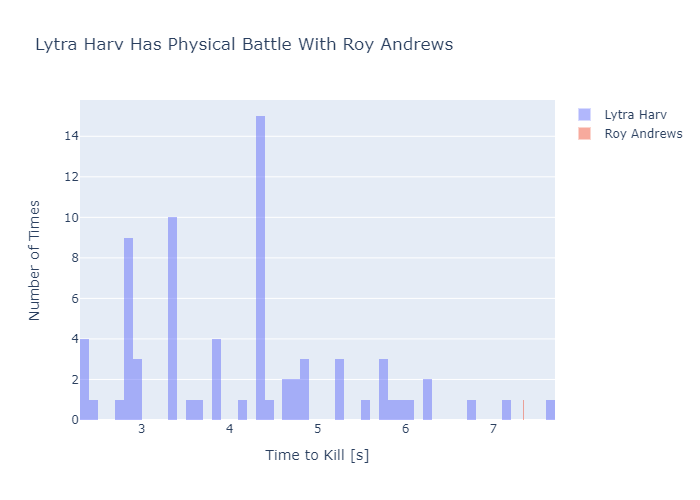 Lytra Harv Has Physical Battle With Roy Andrews
Lytra Harv
Roy Andrews
Number of Times
14
12
10
8
6
4
2
0
3 4 5 6 7
Time to Kill [s]